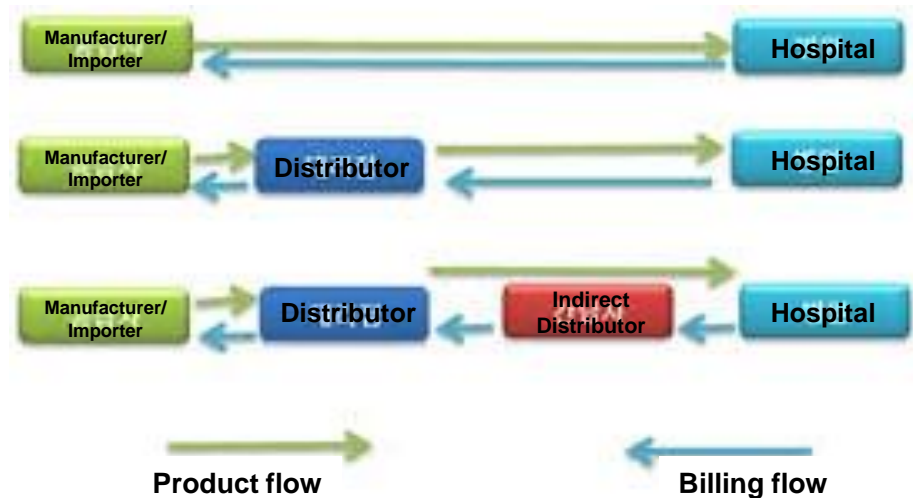 Manufacturer/
Importer
Hospital
Manufacturer/
Importer
Distributor
Hospital
Manufacturer/
Importer
Distributor
Indirect
Distributor
Hospital
Product flow
Billing flow